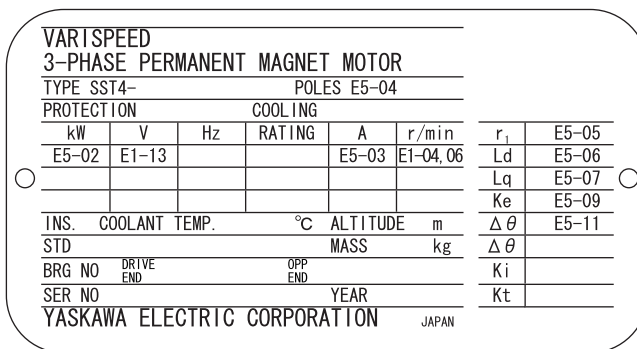 VARISPEED
3-PHASE PERMANENT MAGNET MOTOR
TYPE SST4- POLES E5-04
PROTECTION COOLING
kW V Hz RATING A r/min
E5-02 E1-13 E5-03 E1-04, 06
INS. COOLANT TEMP. °C ALTITUDE m
STD MASS kg
BRG NO DRIVE END OPP END
SER NO YEAR
YASKAWA ELECTRIC CORPORATION JAPAN
r1 E5-05
Ld E5-06
Lq E5-07
Ke E5-09
Δθ E5-11
Δθ
Ki
Kt